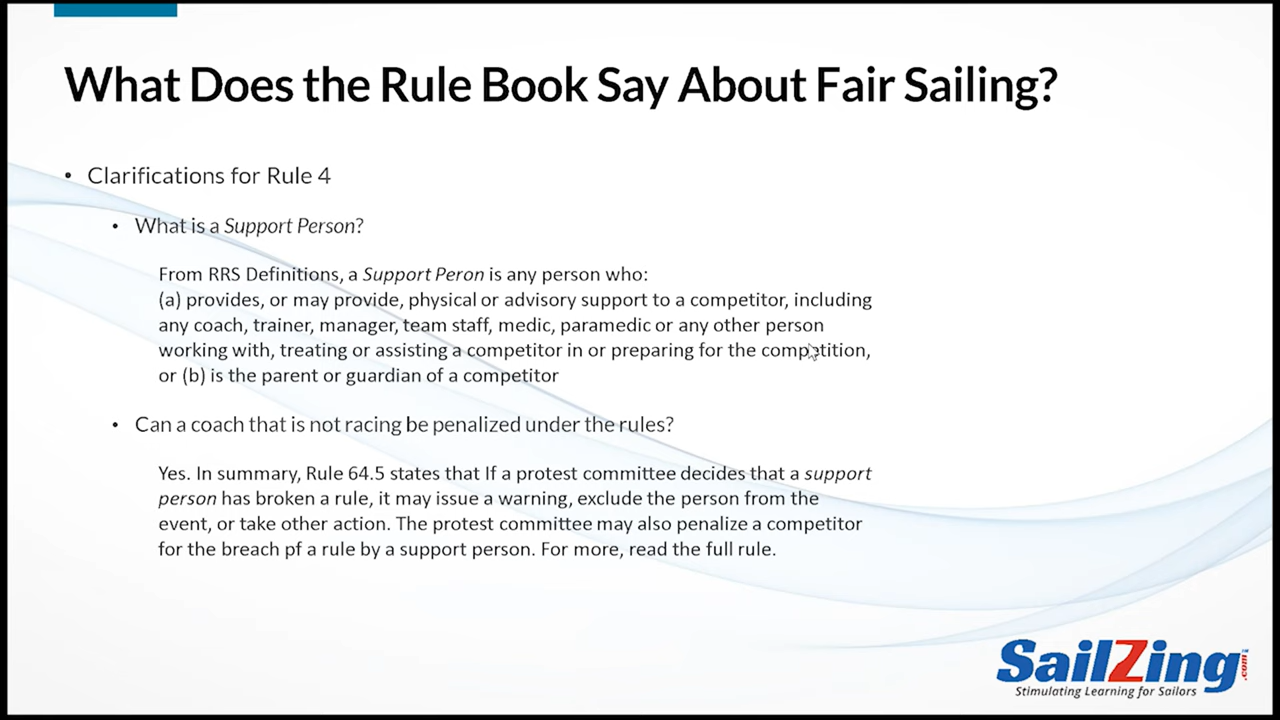 What Does the Rule Book Say About Fair Sailing?
• Clarifications for Rule 4
• What is a Support Person?
From RRS Definitions, a Support Peron is any person who:
(a) provides, or may provide, physical or advisory support to a competitor, including
any coach, trainer, manager, team staff, medic, paramedic or any other person
working with, treating or assisting a competitor in or preparing for the competition,
or (b) is the parent or guardian of a competitor
• Can a coach that is not racing be penalized under the rules?
Yes. In summary, Rule 64.5 states that If a protest committee decides that a support
person has broken a rule, it may issue a warning, exclude the person from the
event, or take other action. The protest committee may also penalize a competitor
for the breach pf a rule by a support person. For more, read the full rule.
SailZing.com
Stimulating Learning for Sailors